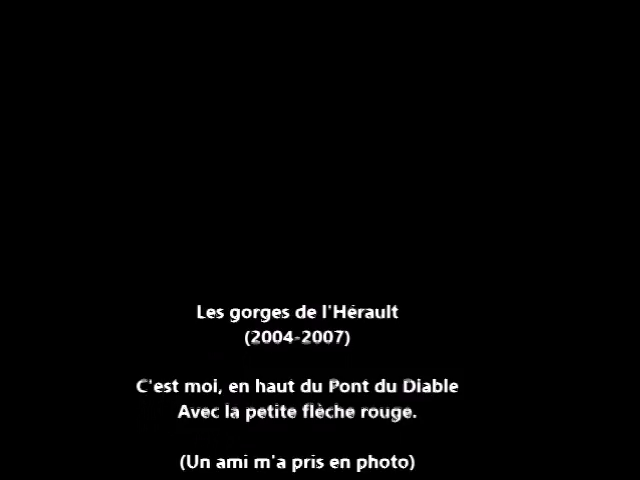 Les gorges de l'Hérault
(2004-2007)
C'est moi, en haut du Pont du Diable
Avec la petite flèche rouge.
(Un ami m'a pris en photo)